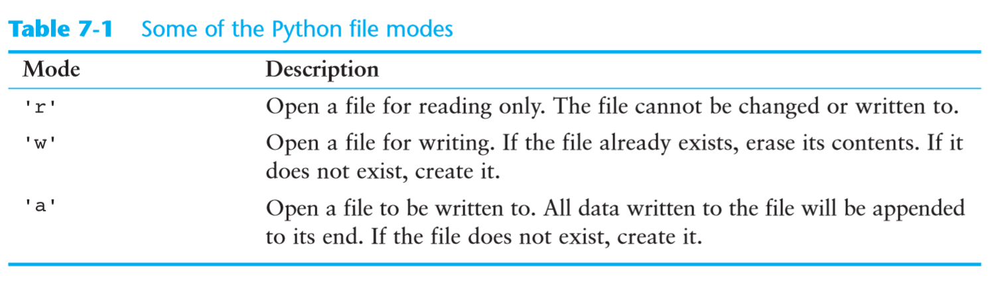 Table 7-1 Some of the Python file modes
Mode Description
'r' Open a file for reading only. The file cannot be changed or written to.
'w' Open a file for writing. If the file already exists, erase its contents. If it
does not exist, create it.
'a' Open a file to be written to. All data written to the file will be appended
to its end. If the file does not exist, create it.